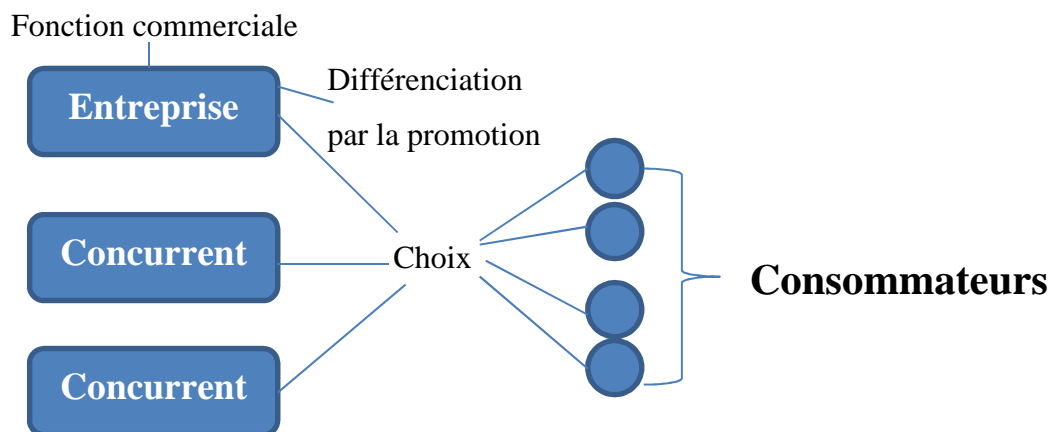 Fonction commerciale
Entreprise
Différenciation
par la promotion
Concurrent
Choix
Consommateurs
Concurrent